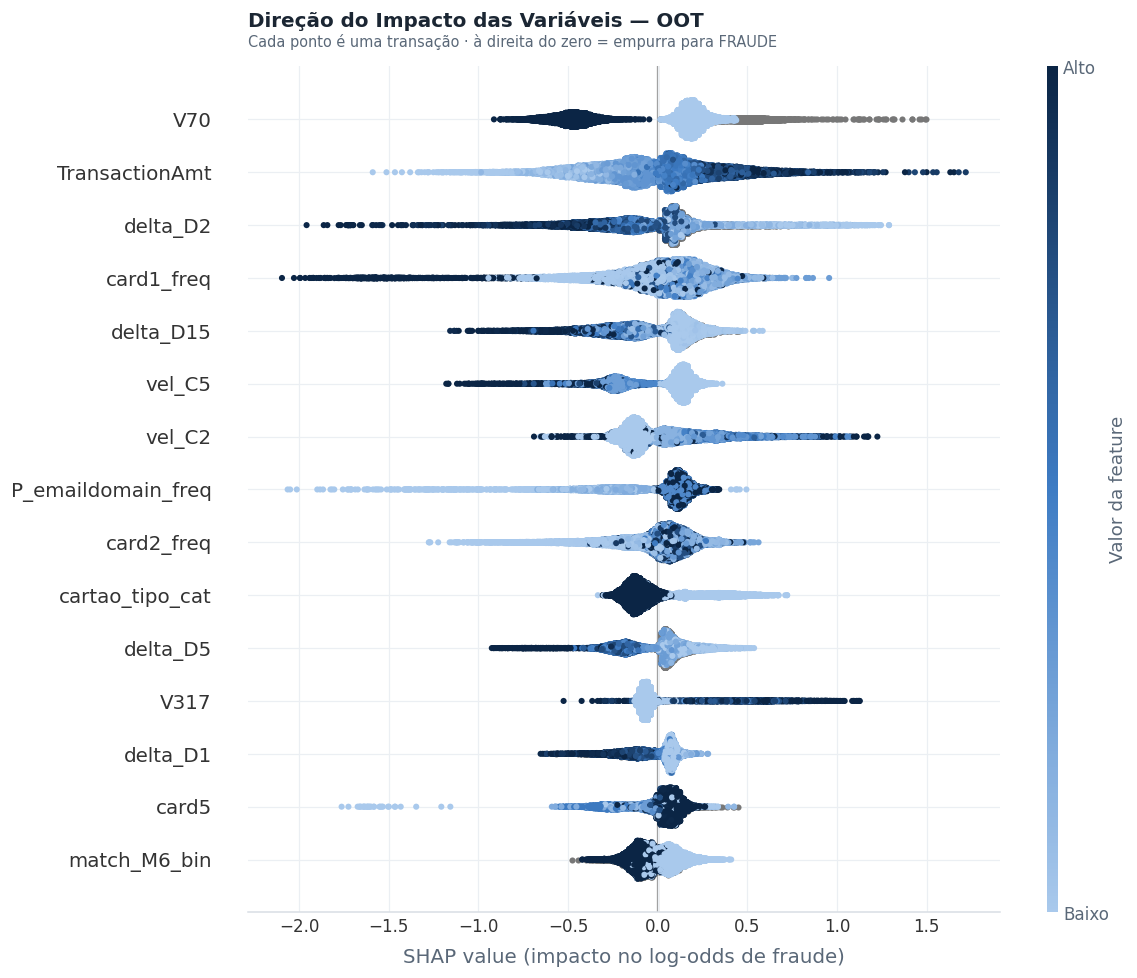 Direção do Impacto das Variáveis — OOT
Cada ponto é uma transação · à direita do zero = empurra para FRAUDE
Alto
V70
TransactionAmt
delta_D2
card1_freq
delta_D15
vel_C5
vel_C2
P_emaildomain_freq
card2_freq
cartao_tipo_cat
delta_D5
V317
delta_D1
card5
match_M6_bin
Valor da feature
Baixo
−2.0 −1.5 −1.0 −0.5 0.0 0.5 1.0 1.5
SHAP value (impacto no log-odds de fraude)